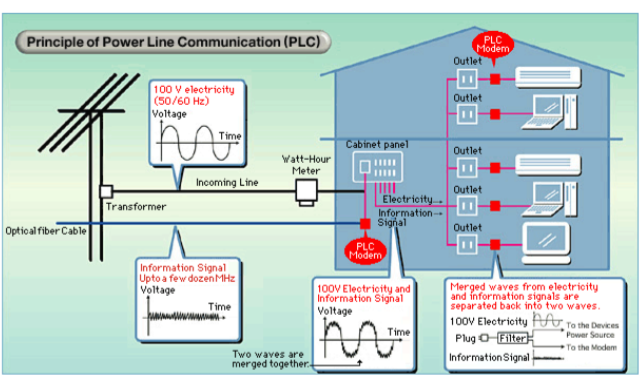 Principle of Power Line Communication (PLC)
PLC
Modem
Outlet
Outlet
100 V electricity
(50/60 Hz)
Voltage
Time
Cabinet panel
Outlet
Watt-Hour
Meter
Incoming Line
Outlet
Electricity→
Transformer
Information→
Signal
Outlet
Opticalfiber Cable
PLC
Modem
Information Signal
Upto a few dozen MHz
Voltage
Time
100V Electricity and
Information Signal
Voltage
Time
Two waves are
merged together.
Merged waves from electricity
and information signals are
separated back into two waves.
100V Electricity
To the Devices
Power Source
Plug
Filter
To the Modem
Information Signal